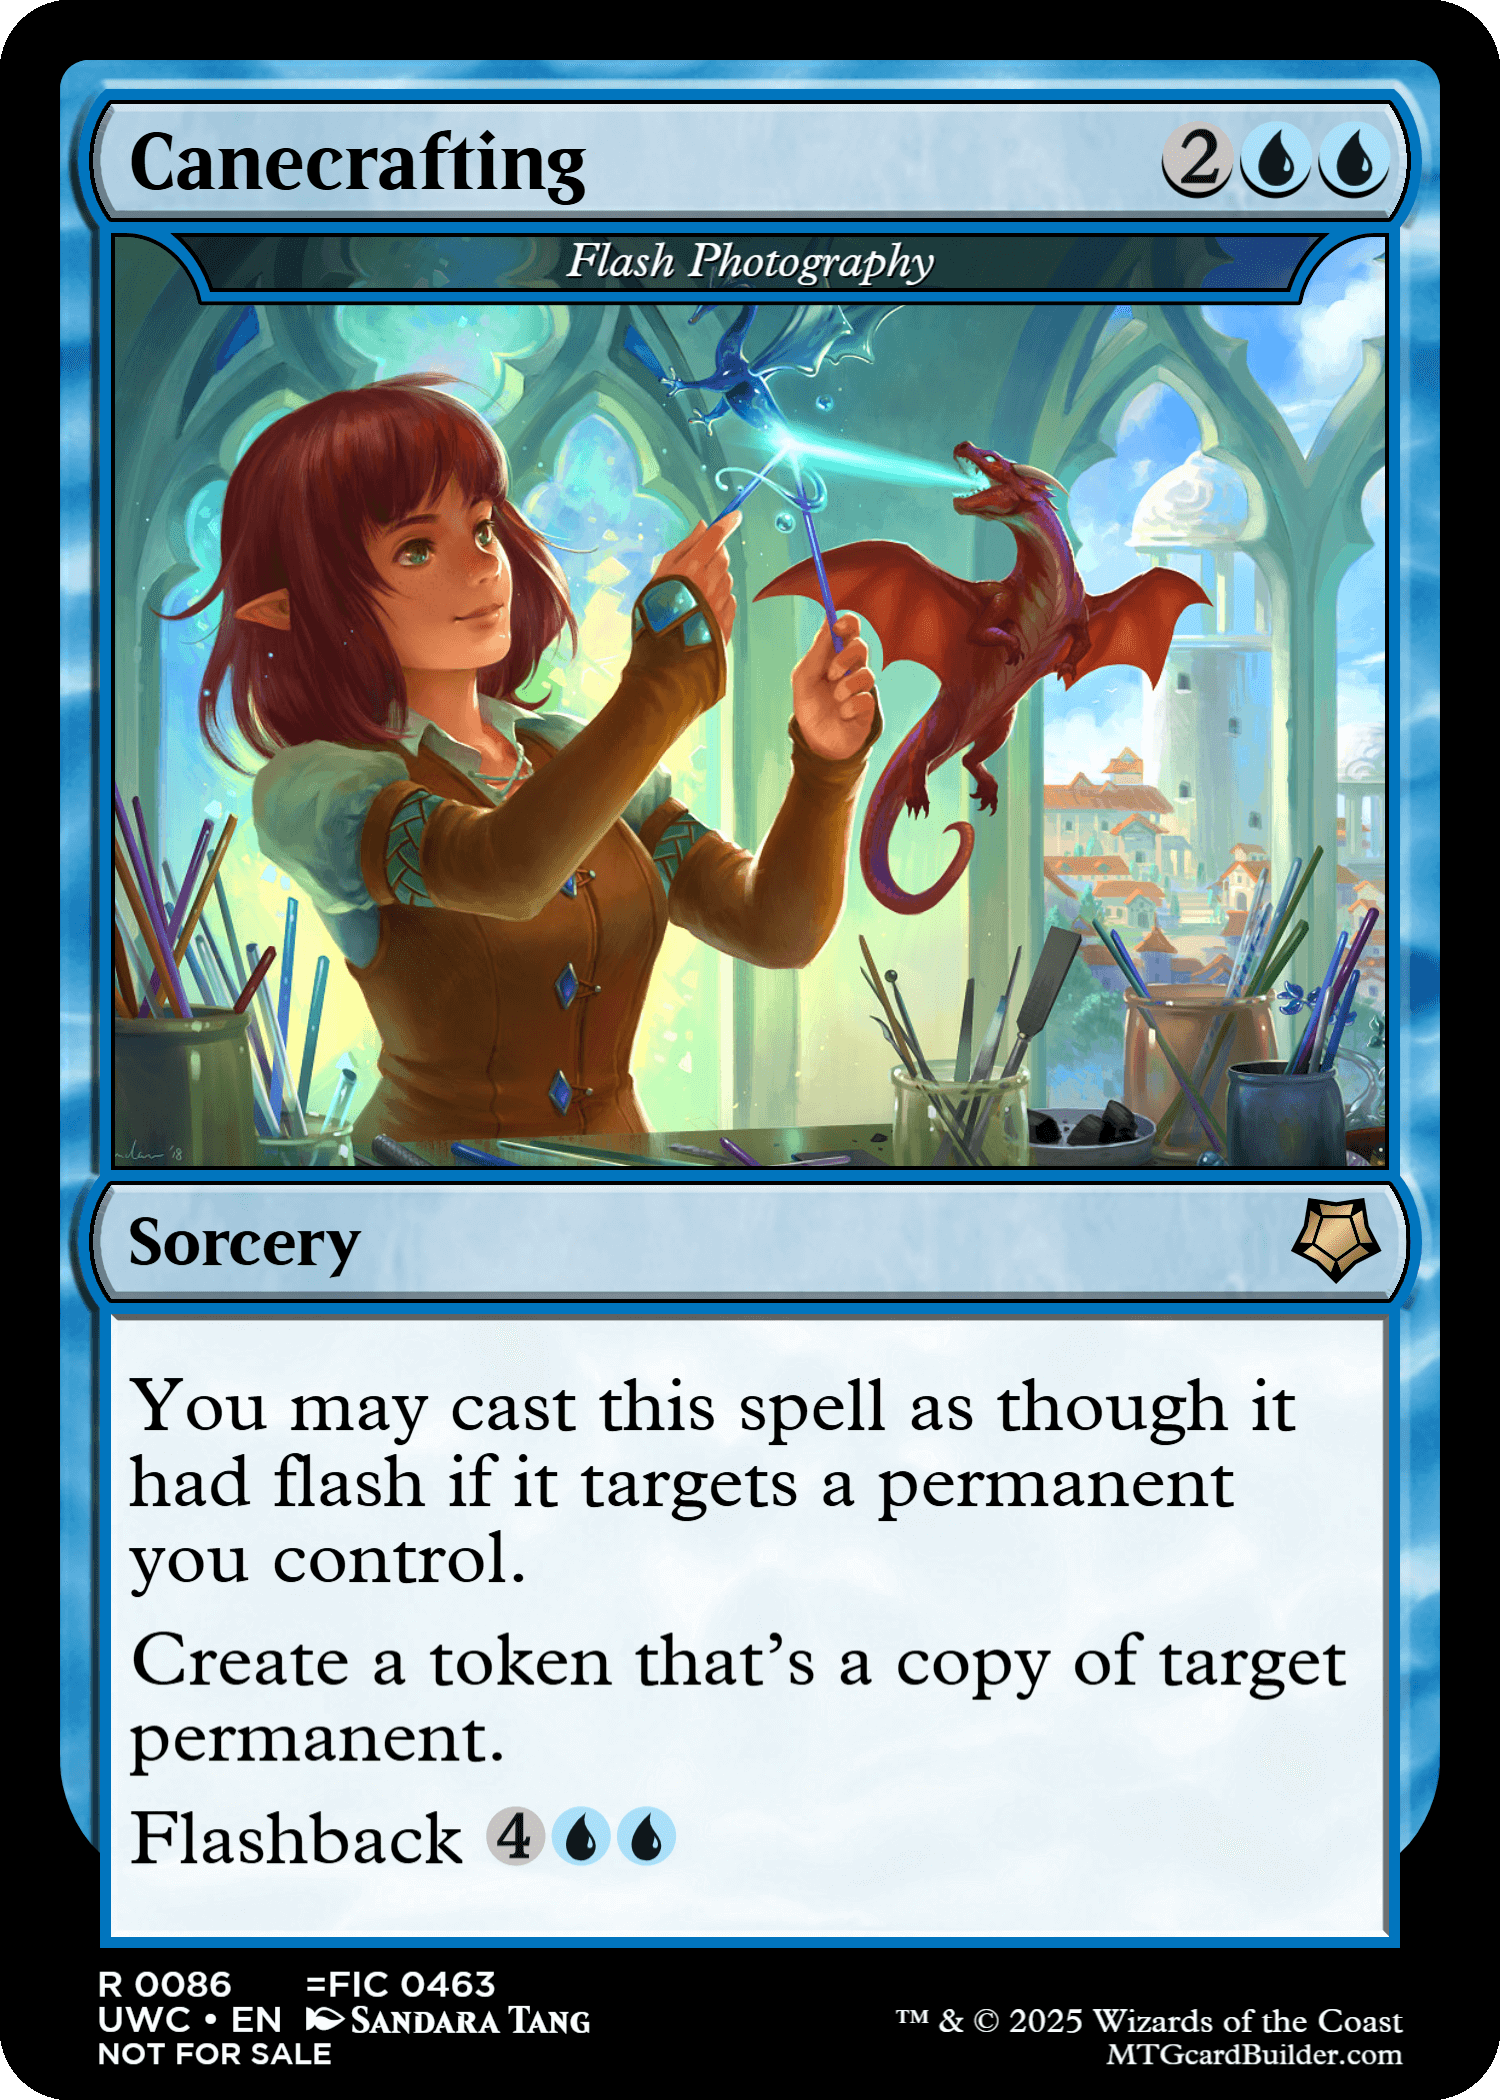 Canecrafting 2
Flash Photography
Sorcery
You may cast this spell as though it
had flash if it targets a permanent
you control.
Create a token that's a copy of target
permanent.
Flashback 4
R 0086 =FIC 0463
UWC • EN SANDARA TANG
NOT FOR SALE
™ & © 2025 Wizards of the Coast
MTGcardBuilder.com